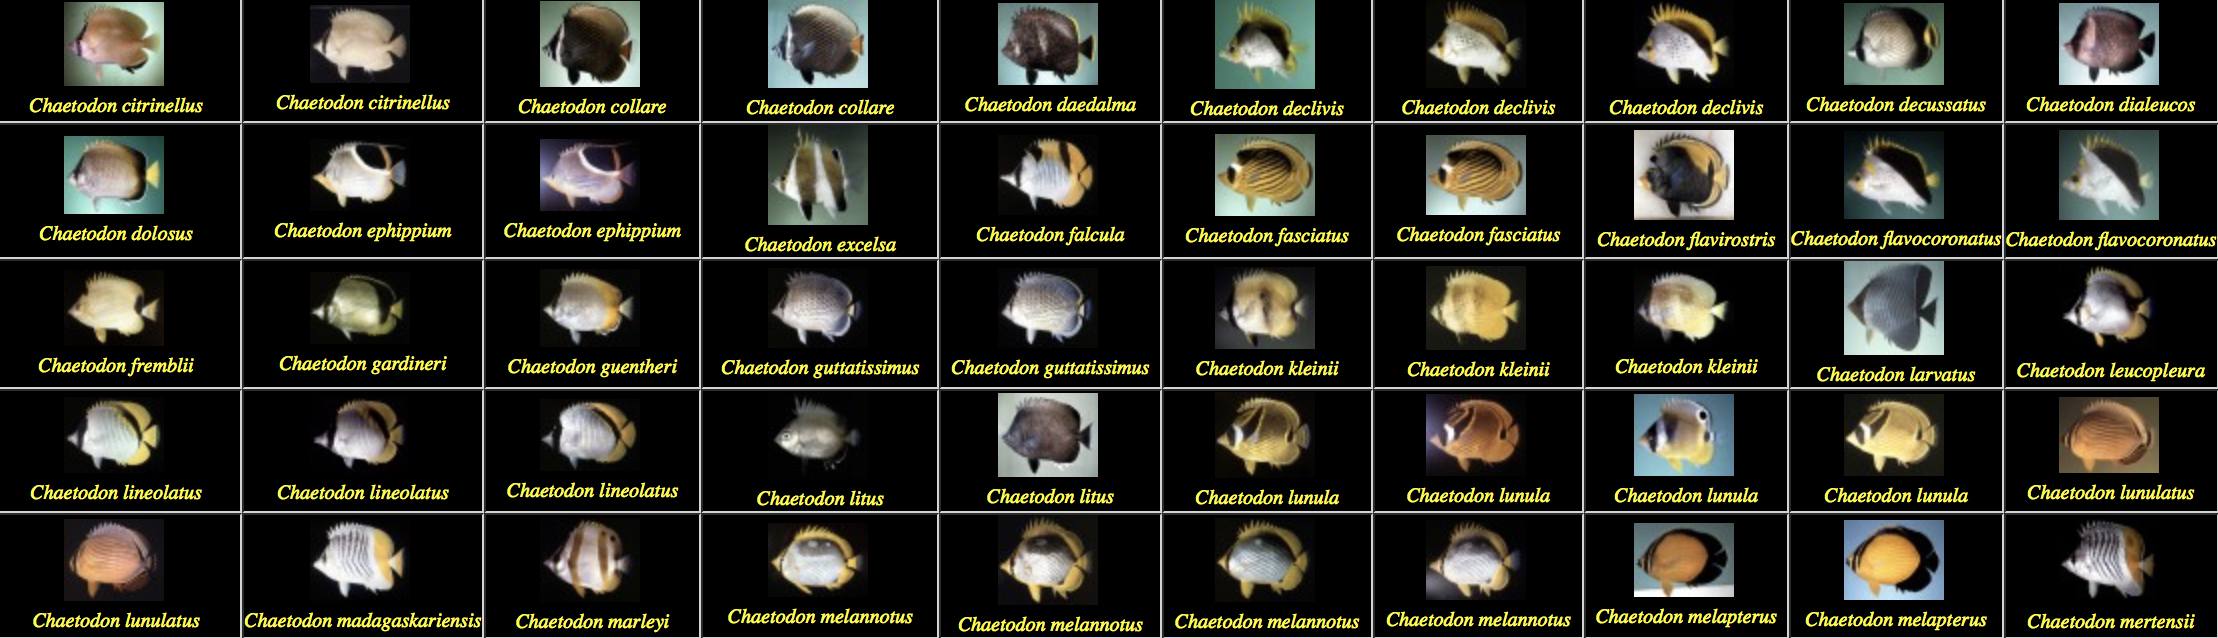 Chaetodon citrinellus
Chaetodon citrinellus
Chaetodon collare
Chaetodon collare
Chaetodon daedalma
Chaetodon declivis
Chaetodon declivis
Chaetodon declivis
Chaetodon decussatus
Chaetodon dialeucos
Chaetodon dolosus
Chaetodon ephippium
Chaetodon ephippium
Chaetodon excelsa
Chaetodon falcula
Chaetodon fasciatus
Chaetodon fasciatus
Chaetodon flavirostris
Chaetodon flavocoronatus
Chaetodon flavocoronatus
Chaetodon fremblii
Chaetodon gardineri
Chaetodon guentheri
Chaetodon guttatissimus
Chaetodon guttatissimus
Chaetodon kleinii
Chaetodon kleinii
Chaetodon kleinii
Chaetodon larvatus
Chaetodon leucopleura
Chaetodon lineolatus
Chaetodon lineolatus
Chaetodon lineolatus
Chaetodon litus
Chaetodon litus
Chaetodon lunula
Chaetodon lunula
Chaetodon lunula
Chaetodon lunula
Chaetodon lunulatus
Chaetodon lunulatus
Chaetodon madagaskariensis
Chaetodon marleyi
Chaetodon melannotus
Chaetodon melannotus
Chaetodon melannotus
Chaetodon melannotus
Chaetodon melapterus
Chaetodon melapterus
Chaetodon mertensii